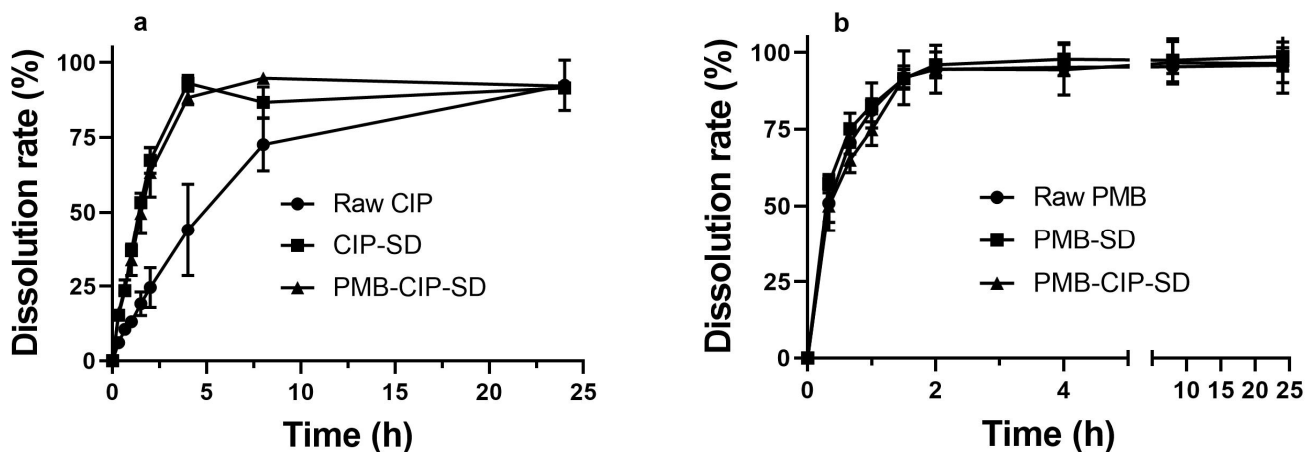 a
Dissolution rate (%)
100
75
50
25
0
0 5 10 15 20 25
Time (h)
Raw CIP
CIP-SD
PMB-CIP-SD
b
Dissolution rate (%)
100
75
50
25
0
0 2 4 10 15 20 25
Time (h)
Raw PMB
PMB-SD
PMB-CIP-SD